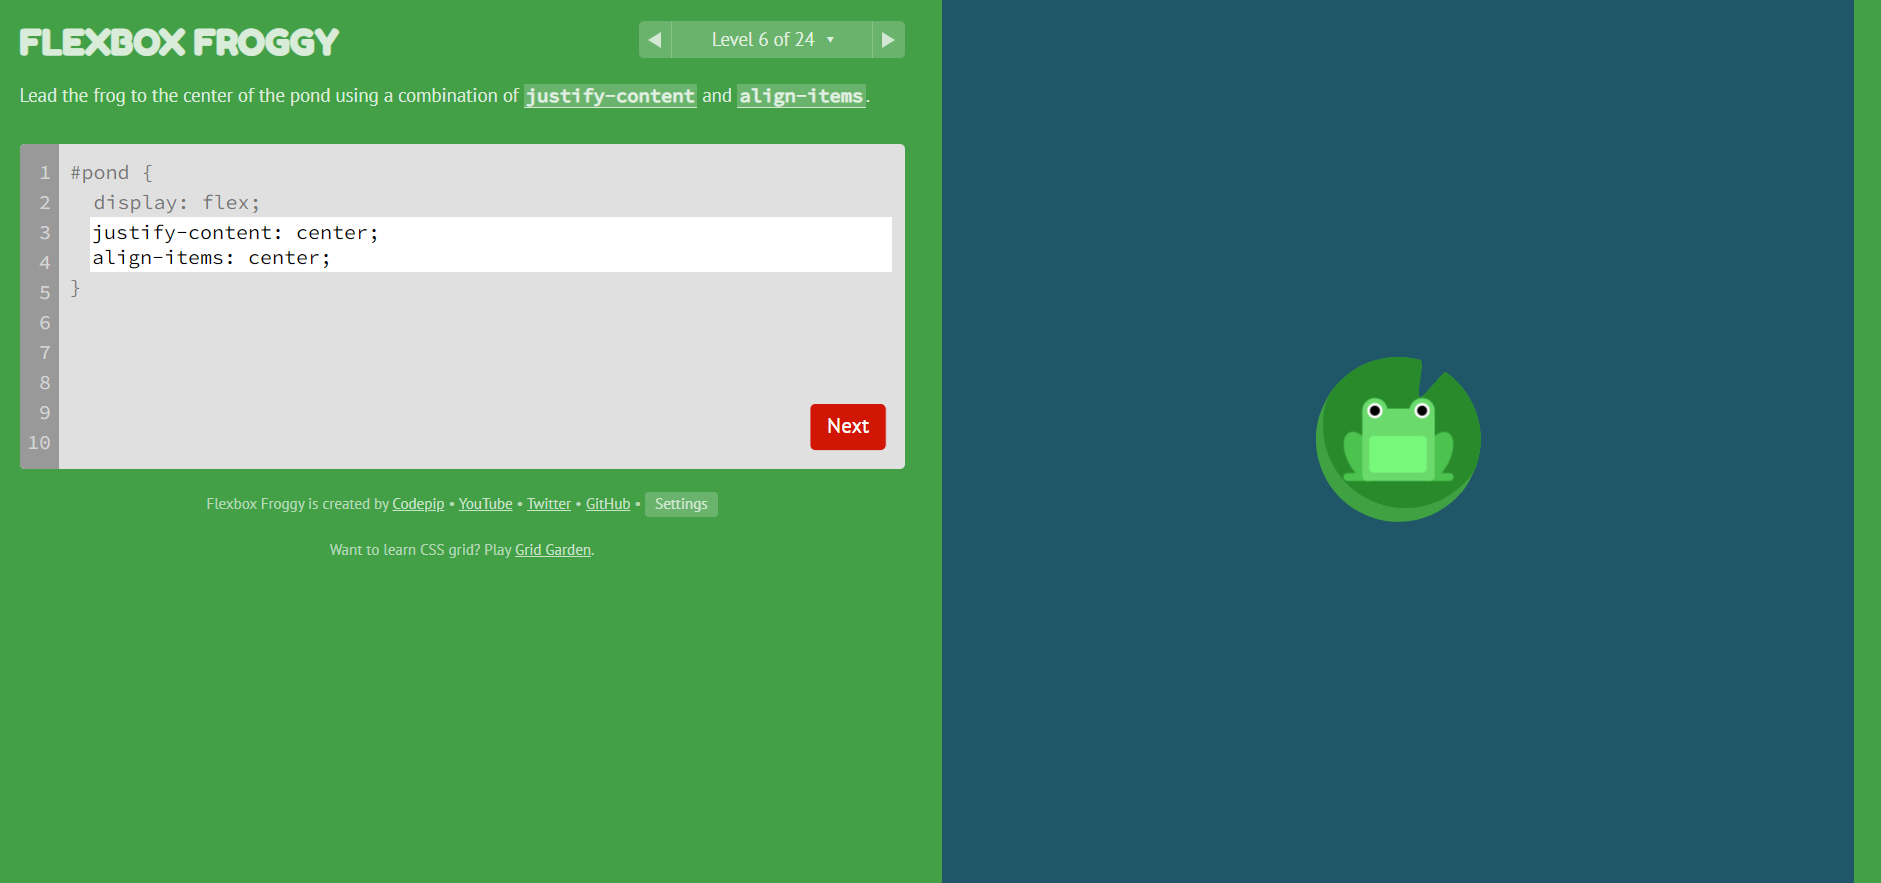 FLEXBOX FROGGY
Level 6 of 24
Lead the frog to the center of the pond using a combination of justify-content and align-items.
1 #pond {
2 display: flex;
3 justify-content: center;
4 align-items: center;
5 }
6
7
8
9
10
Next
Flexbox Froggy is created by Codepip • YouTube • Twitter • GitHub • Settings
Want to learn CSS grid? Play Grid Garden.